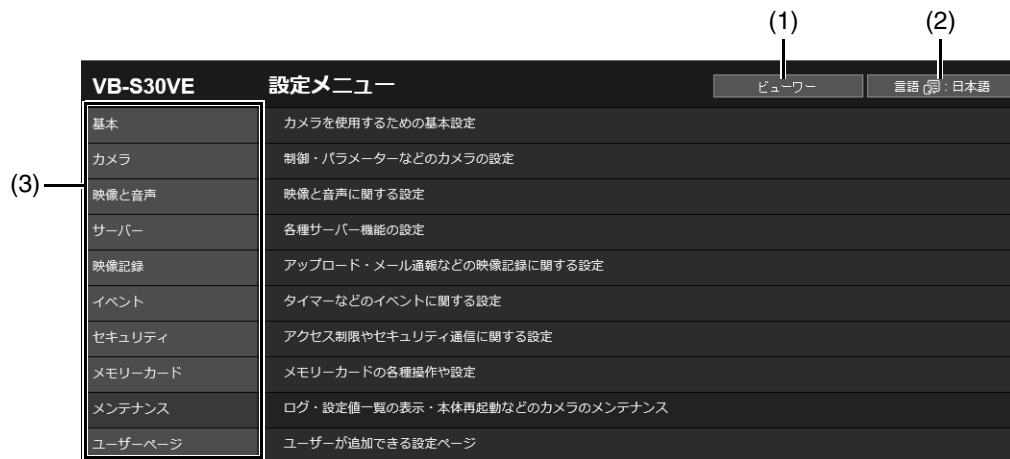 (1) (2)
VB-S30VE 設定メニュー ビューワー 言語 : 日本語
基本 カメラを使用するための基本設定
カメラ 制御・パラメーターなどのカメラの設定
(3)
映像と音声 映像と音声に関する設定
サーバー 各種サーバー機能の設定
映像記録 アップロード・メール通報などの映像記録に関する設定
イベント タイマーなどのイベントに関する設定
セキュリティ アクセス制限やセキュリティ通信に関する設定
メモリーカード メモリーカードの各種操作や設定
メンテナンス ログ・設定値一覧の表示・本体再起動などのカメラのメンテナンス
ユーザーページ ユーザーが追加できる設定ページ